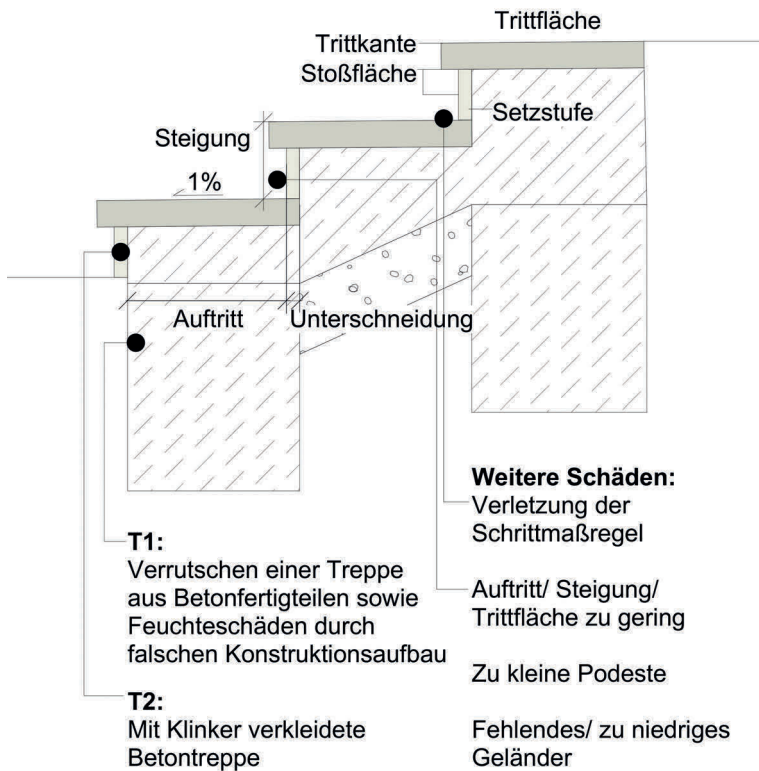 Trittfläche
Trittkante
Stoßfläche
Setzstufe
Steigung
1%
Auftritt
Unterschneidung
T1:
Verrutschen einer Treppe
aus Betonfertigteilen sowie
Feuchteschäden durch
falschen Konstruktionsaufbau
T2:
Mit Klinker verkleidete
Betontreppe
Weitere Schäden:
Verletzung der
Schrittmaßregel
Auftritt/ Steigung/
Trittfläche zu gering
Zu kleine Podeste
Fehlendes/ zu niedriges
Geländer